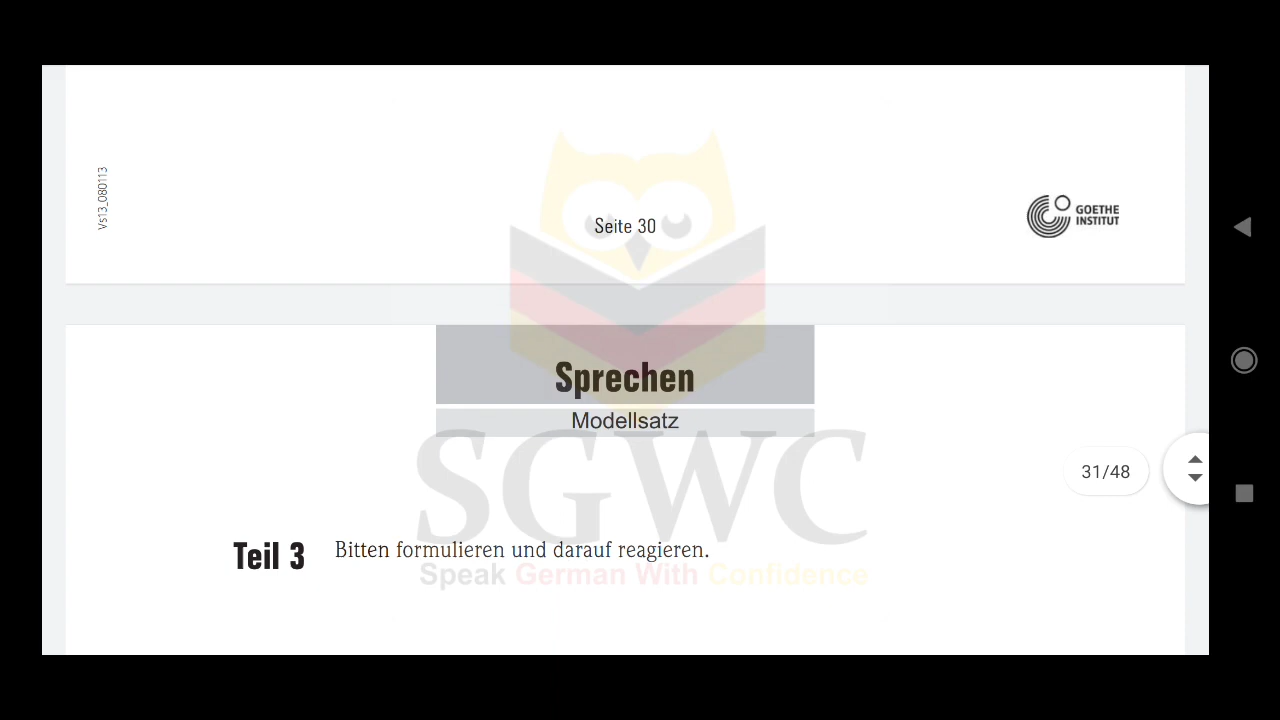 Vs13_080113
Seite 30
GOETHE
INSTITUT
Sprechen
Modellsatz
SGWC
31/48
Teil 3 Bitten formulieren und darauf reagieren.
Speak German With Confidence